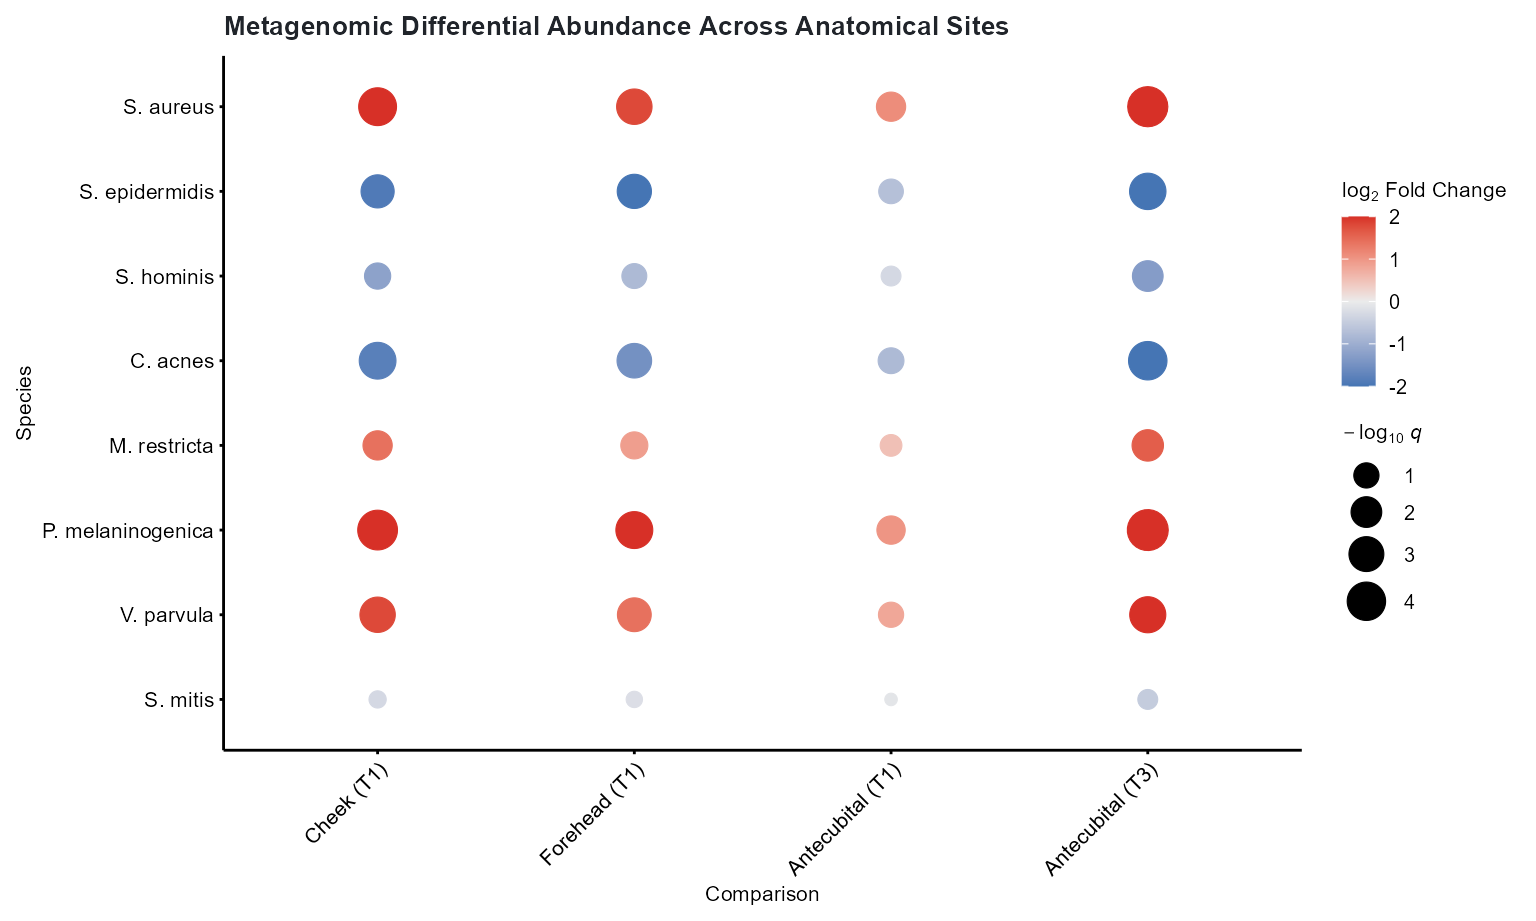 Metagenomic Differential Abundance Across Anatomical Sites
Species
S. aureus
S. epidermidis
S. hominis
C. acnes
M. restricta
P. melaninogenica
V. parvula
S. mitis
Cheek (T1)
Forehead (T1)
Antecubital (T1)
Antecubital (T3)
Comparison
log₂ Fold Change
2
1
0
-1
-2
−log₁₀ q
1
2
3
4